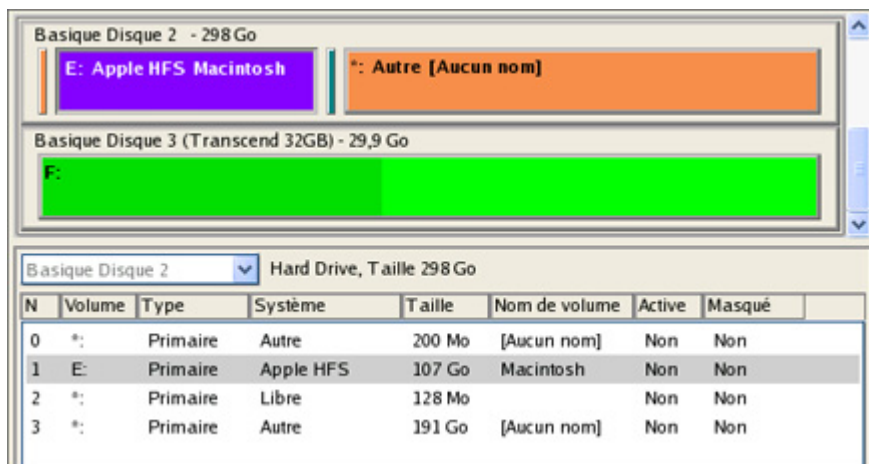 Basique Disque 2 - 298 Go
E: Apple HFS Macintosh
*: Autre [Aucun nom]
Basique Disque 3 (Transcend 32GB) - 29,9 Go
F:
Basique Disque 2 Hard Drive, Taille 298 Go
N Volume Type Système Taille Nom de volume Active Masqué
0 *: Primaire Autre 200 Mo [Aucun nom] Non Non
1 E: Primaire Apple HFS 107 Go Macintosh Non Non
2 *: Primaire Libre 128 Mo Non Non
3 *: Primaire Autre 191 Go [Aucun nom] Non Non